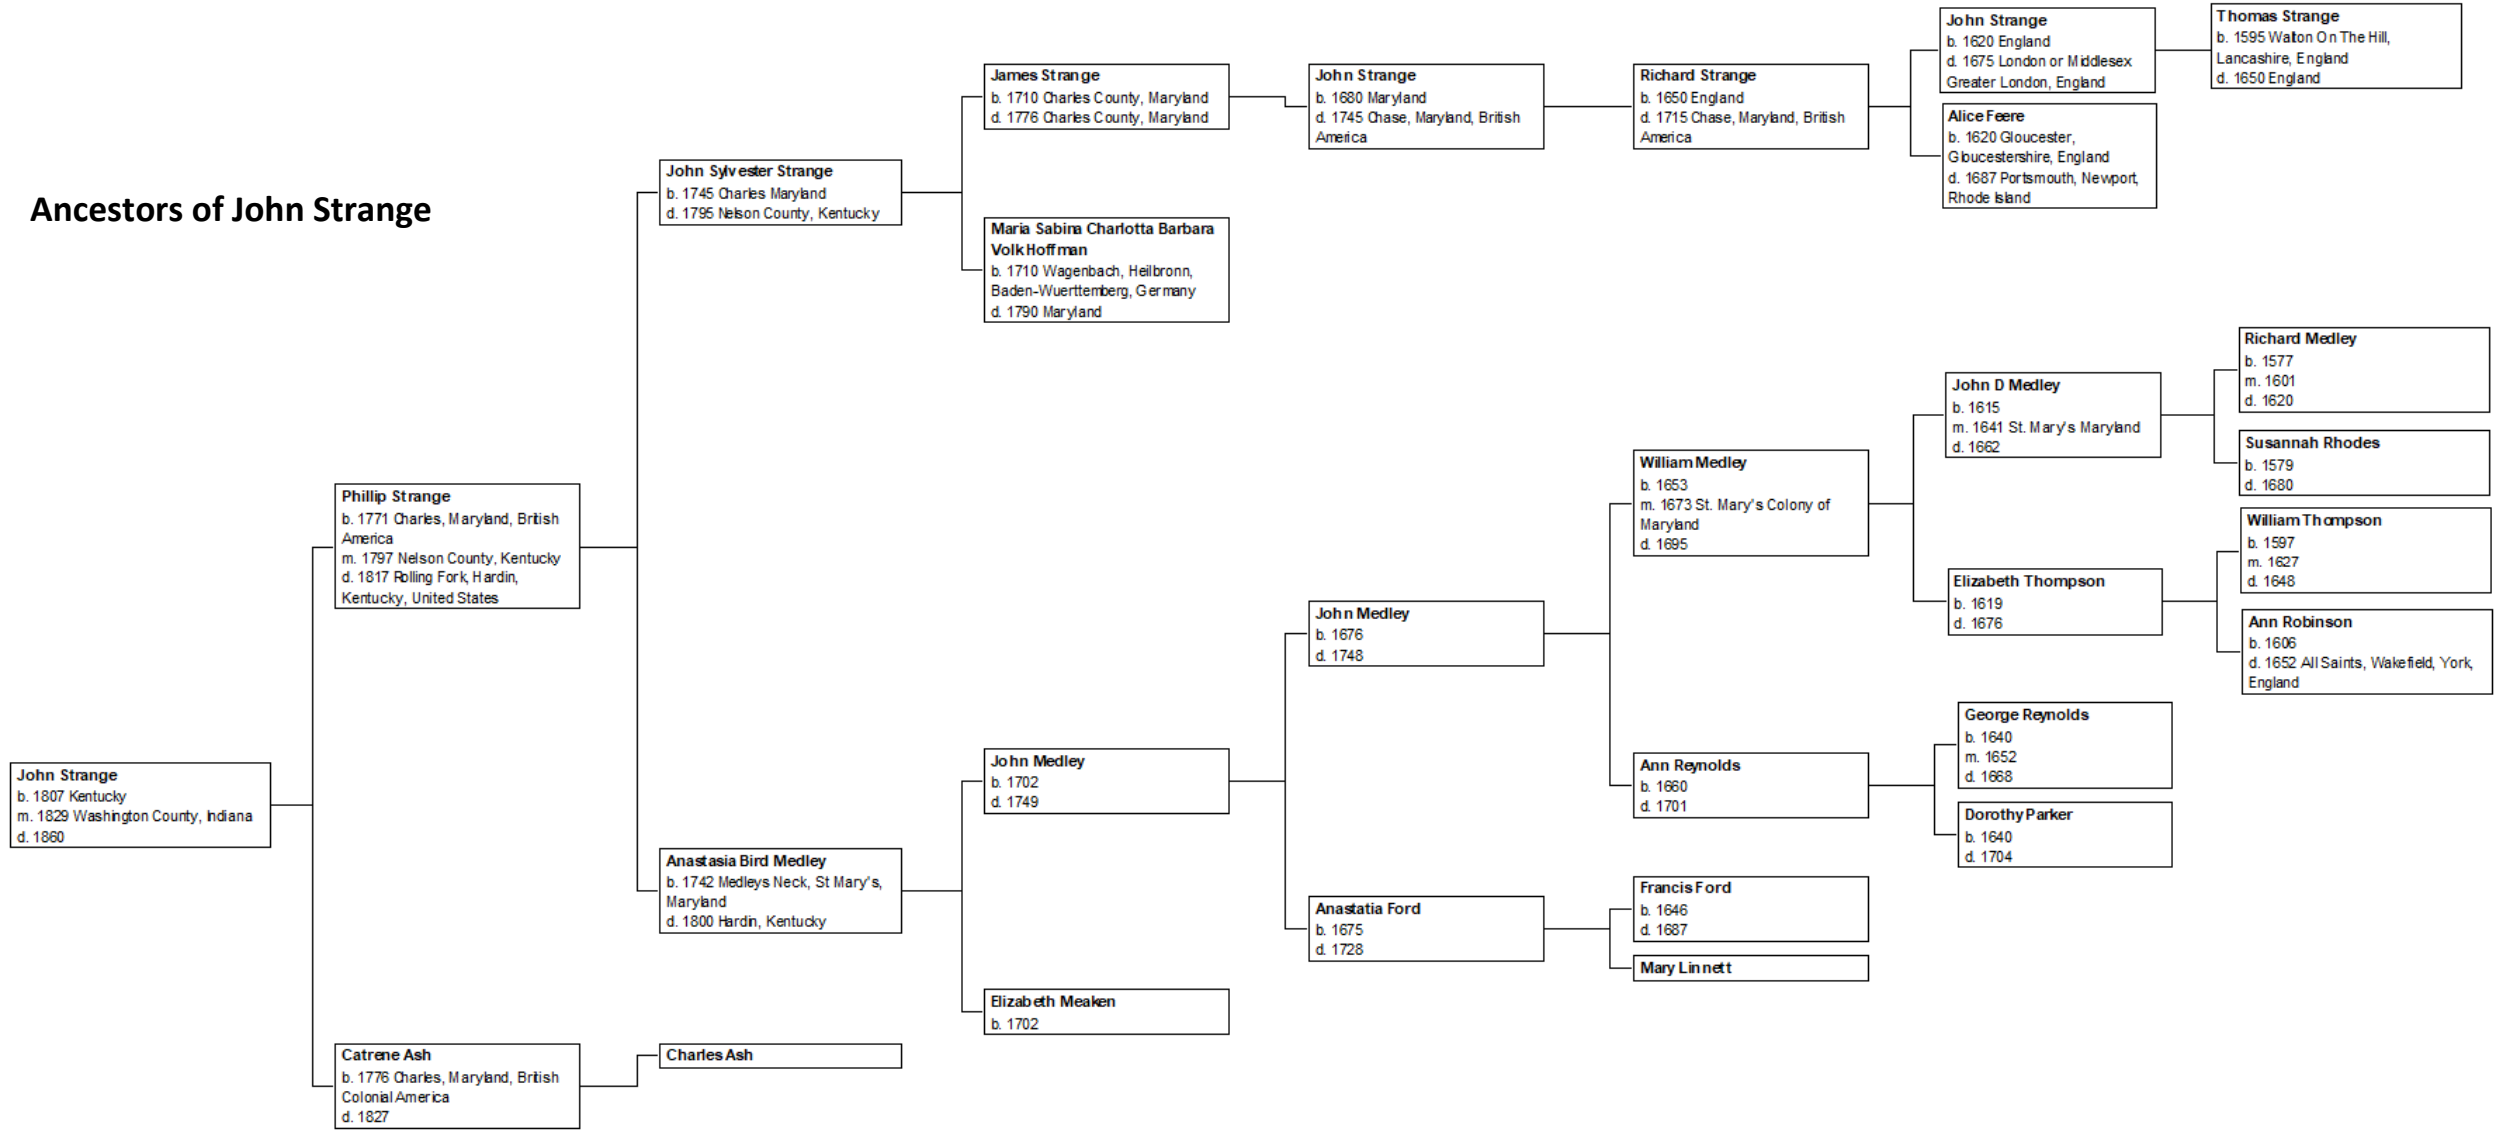 Ancestors of John Strange
John Strange
b. 1807 Kentucky
m. 1829 Washington County, Indiana
d. 1860
Phillip Strange
b. 1771 Charles, Maryland, British
America
m. 1797 Nelson County, Kentucky
d. 1817 Rolling Fork, Hardin,
Kentucky, United States
Catrene Ash
b. 1776 Charles, Maryland, British
Colonial America
d. 1827
John Sylvester Strange
b. 1745 Charles Maryland
d. 1795 Nelson County, Kentucky
Anastasia Bird Medley
b. 1742 Medleys Neck, St Mary's,
Maryland
d. 1800 Hardin, Kentucky
Charles Ash
James Strange
b. 1710 Charles County, Maryland
d. 1776 Charles County, Maryland
Maria Sabina Charlotta Barbara
Volk Hoffman
b. 1710 Wagenbach, Heilbronn,
Baden-Wuerttemberg, Germany
d. 1790 Maryland
John Medley
b. 1702
d. 1749
Elizabeth Meaken
b. 1702
John Strange
b. 1680 Maryland
d. 1745 Chase, Maryland, British
America
John Medley
b. 1676
d. 1748
Anastatia Ford
b. 1675
d. 1728
Richard Strange
b. 1650 England
d. 1715 Chase, Maryland, British
America
William Medley
b. 1653
m. 1673 St. Mary's Colony of
Maryland
d. 1695
Ann Reynolds
b. 1660
d. 1701
Francis Ford
b. 1646
d. 1687
Mary Linnett
John Strange
b. 1620 England
d. 1675 London or Middlesex
Greater London, England
Alice Feere
b. 1620 Gloucester,
Gloucestershire, England
d. 1687 Portsmouth, Newport,
Rhode Island
John D Medley
b. 1615
m. 1641 St. Mary's Maryland
d. 1662
Elizabeth Thompson
b. 1619
d. 1676
George Reynolds
b. 1640
m. 1652
d. 1668
Dorothy Parker
b. 1640
d. 1704
Thomas Strange
b. 1595 Walton On The Hill,
Lancashire, England
d. 1650 England
Richard Medley
b. 1577
m. 1601
d. 1620
Susannah Rhodes
b. 1579
d. 1680
William Thompson
b. 1597
m. 1627
d. 1648
Ann Robinson
b. 1606
d. 1652 All Saints, Wakefield, York,
England